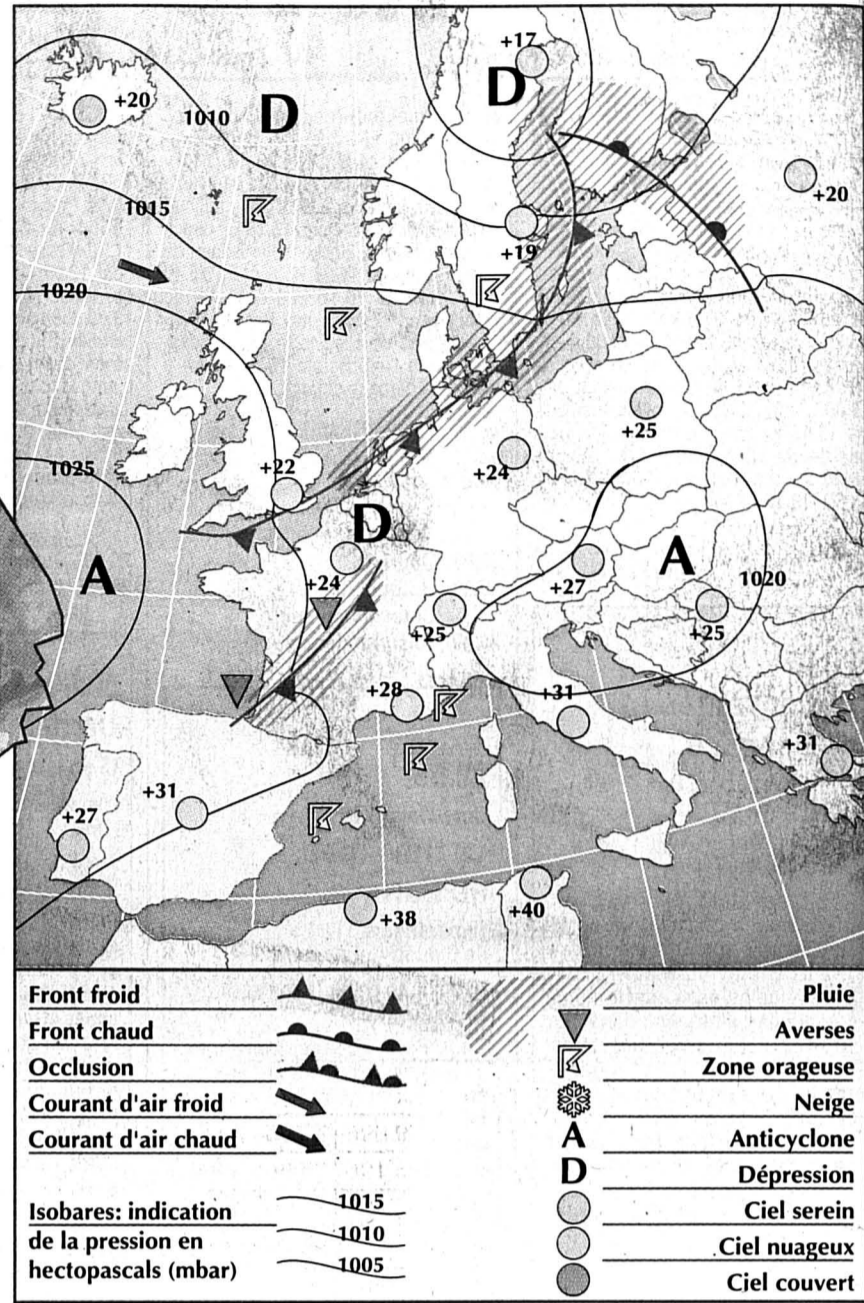 +17
D
+20
1010
D
+20
1015
+19
1020
+25
1025
+22
+24
D
A
A
+24
+27
1020
+25
+25
+28
+31
+31
+31
+27
+38
+40
Front froid
Front chaud
Occlusion
Courant d'air froid
Courant d'air chaud
Isobares: indication
de la pression en
hectopascals (mbar)
1015
1010
1005
Pluie
Averses
Zone orageuse
Neige
A Anticyclone
D Dépression
Ciel serein
Ciel nuageux
Ciel couvert